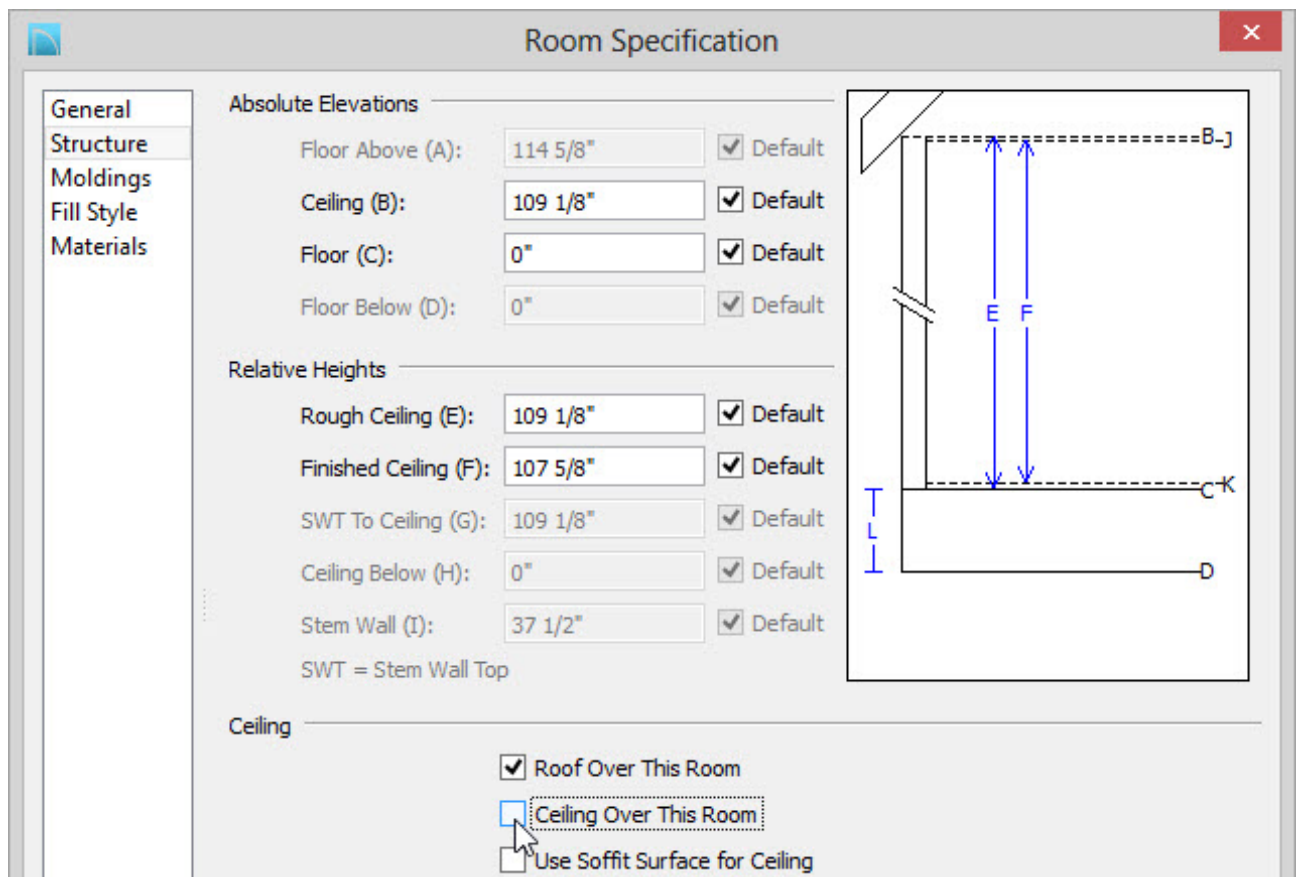 Room Specification
General
Structure
Moldings
Fill Style
Materials
Absolute Elevations
Floor Above (A): 114 5/8" Default
Ceiling (B): 109 1/8" Default
Floor (C): 0" Default
Floor Below (D): 0" Default
Relative Heights
Rough Ceiling (E): 109 1/8" Default
Finished Ceiling (F): 107 5/8" Default
SWT To Ceiling (G): 109 1/8" Default
Ceiling Below (H): 0" Default
Stem Wall (I): 37 1/2" Default
SWT = Stem Wall Top
B-J
E F
C-K
L
D
Ceiling
Roof Over This Room
Ceiling Over This Room
Use Soffit Surface for Ceiling